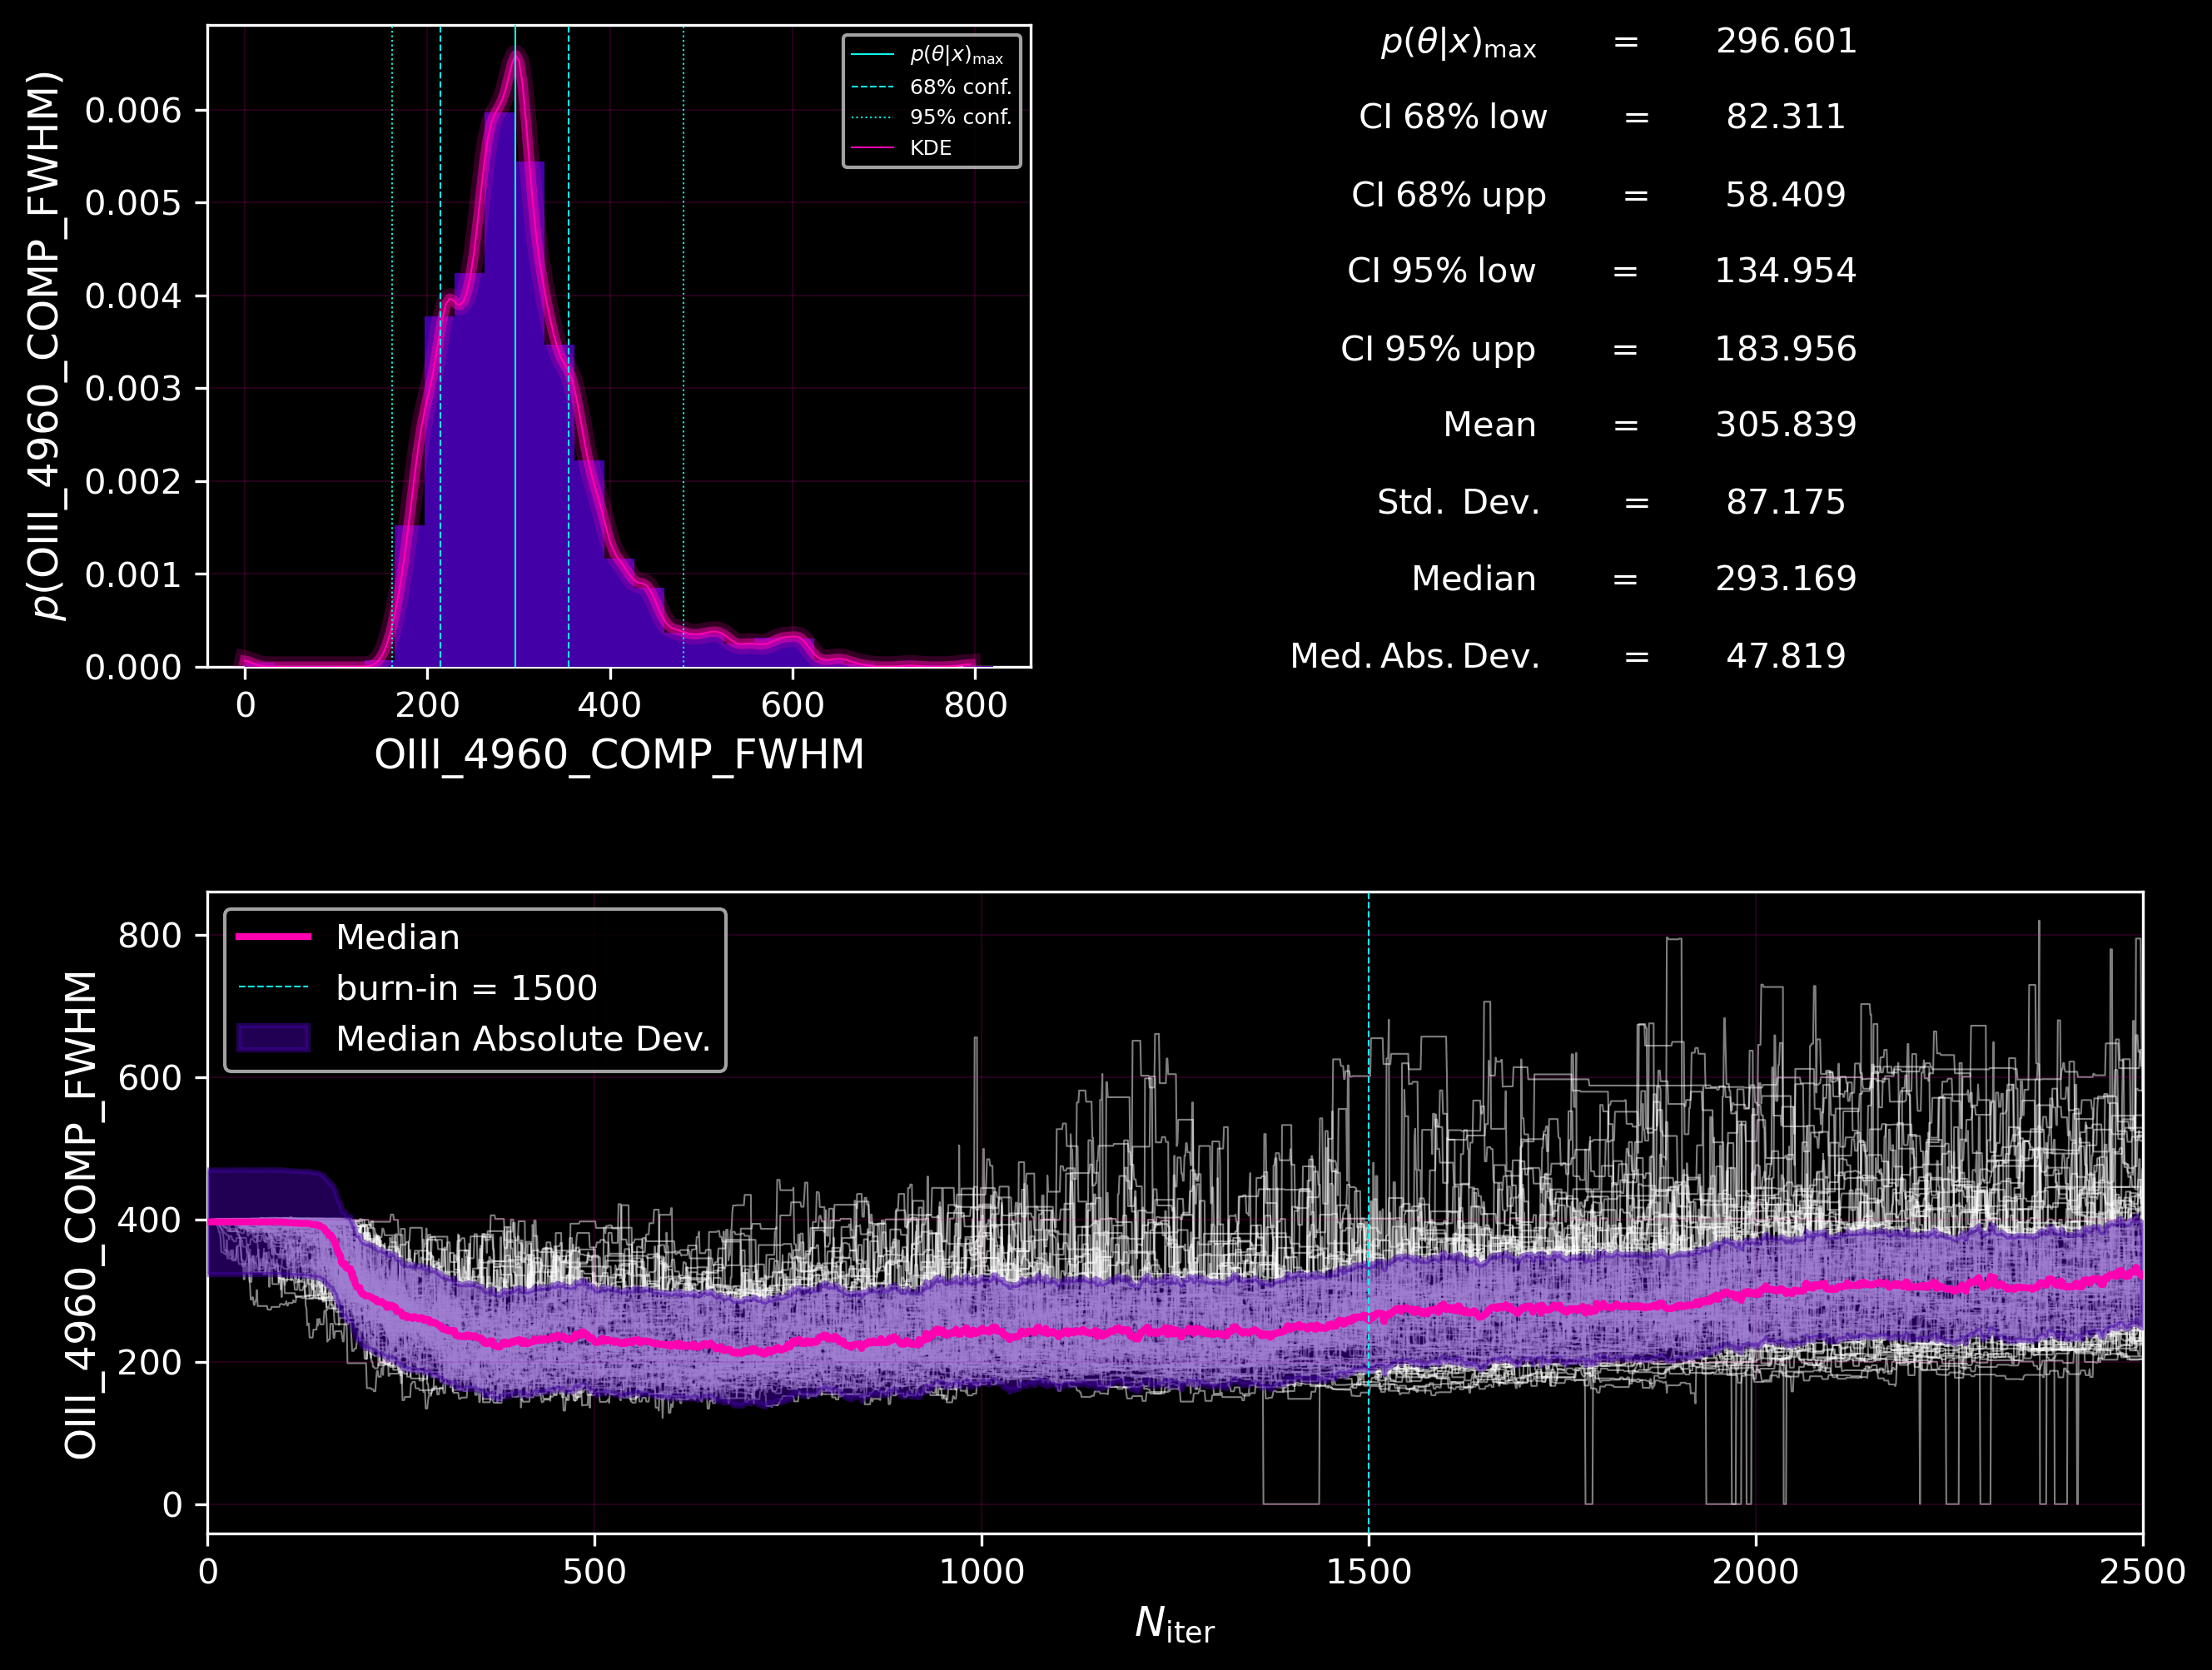 p(OIII_4960_COMP_FWHM)
0.006
0.005
0.004
0.003
0.002
0.001
0.000
0 200 400 600 800
OIII_4960_COMP_FWHM
p(θ|x)max
68% conf.
95% conf.
KDE
p(θ|x)max = 296.601
CI 68% low = 82.311
CI 68% upp = 58.409
CI 95% low = 134.954
CI 95% upp = 183.956
Mean = 305.839
Std. Dev. = 87.175
Median = 293.169
Med. Abs. Dev. = 47.819
OIII_4960_COMP_FWHM
800
600
400
200
0
Median
burn-in = 1500
Median Absolute Dev.
0 500 1000 1500 2000 2500
Niter